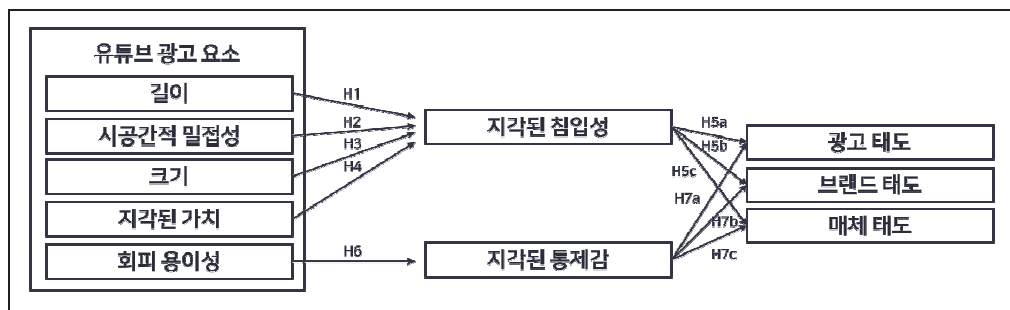 유튜브 광고 요소
길이
시공간적 밀접성
크기
지각된 가치
회피 용이성
H1
H2
H3
H4
H6
지각된 침입성
지각된 통제감
H5a
H5b
H5c
H7a
H7b
H7c
광고 태도
브랜드 태도
매체 태도